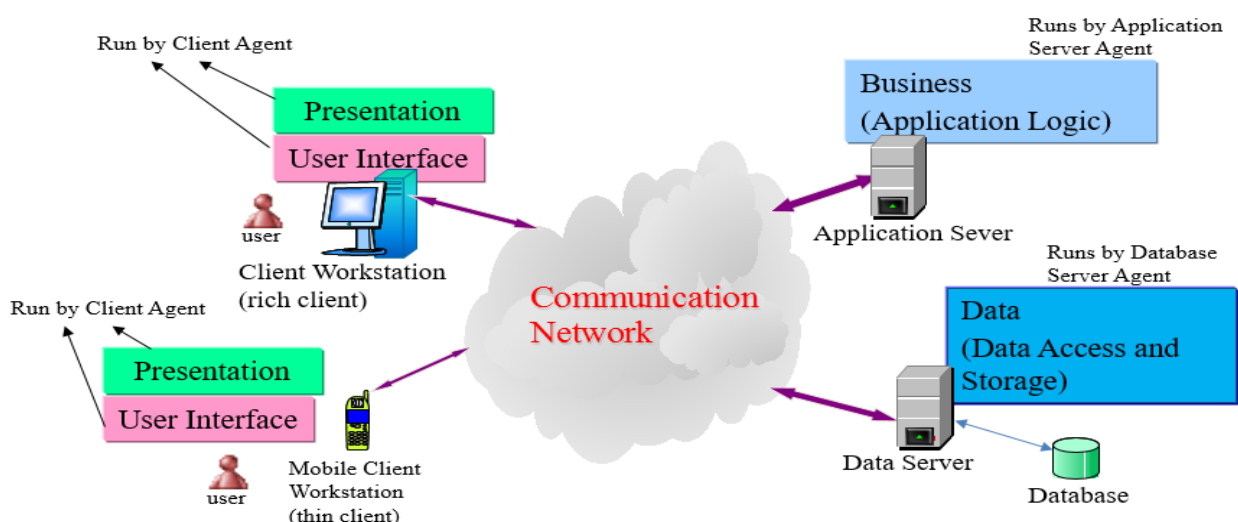 Run by Client Agent
Presentation
User Interface
user
Client Workstation
(rich client)
Run by Client Agent
Presentation
User Interface
user
Mobile Client
Workstation
(thin client)
Communication
Network
Runs by Application
Server Agent
Business
(Application Logic)
Application Sever
Runs by Database
Server Agent
Data
(Data Access and
Storage)
Data Server
Database